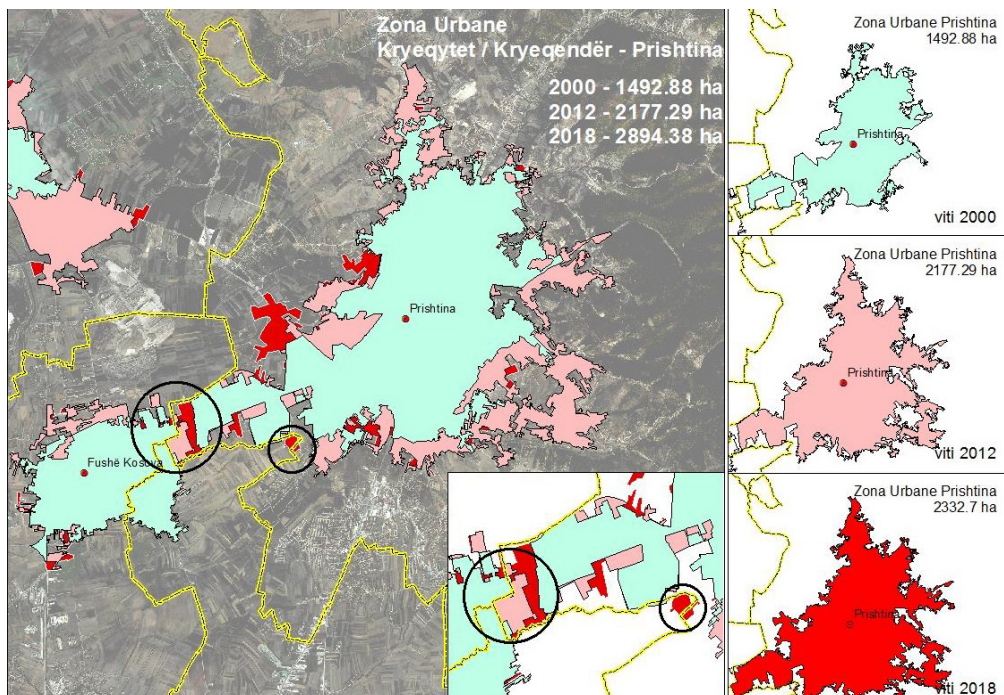 Zona Urbane
Kryeqytet / Kryeqendër - Prishtina
2000 - 1492.88 ha
2012 - 2177.29 ha
2018 - 2894.38 ha
Prishtina
Fushë Kosova
Zona Urbane Prishtina
1492.88 ha
Prishtina
viti 2000
Zona Urbane Prishtina
2177.29 ha
Prishtina
viti 2012
Zona Urbane Prishtina
2332.7 ha
Prishtina
viti 2018